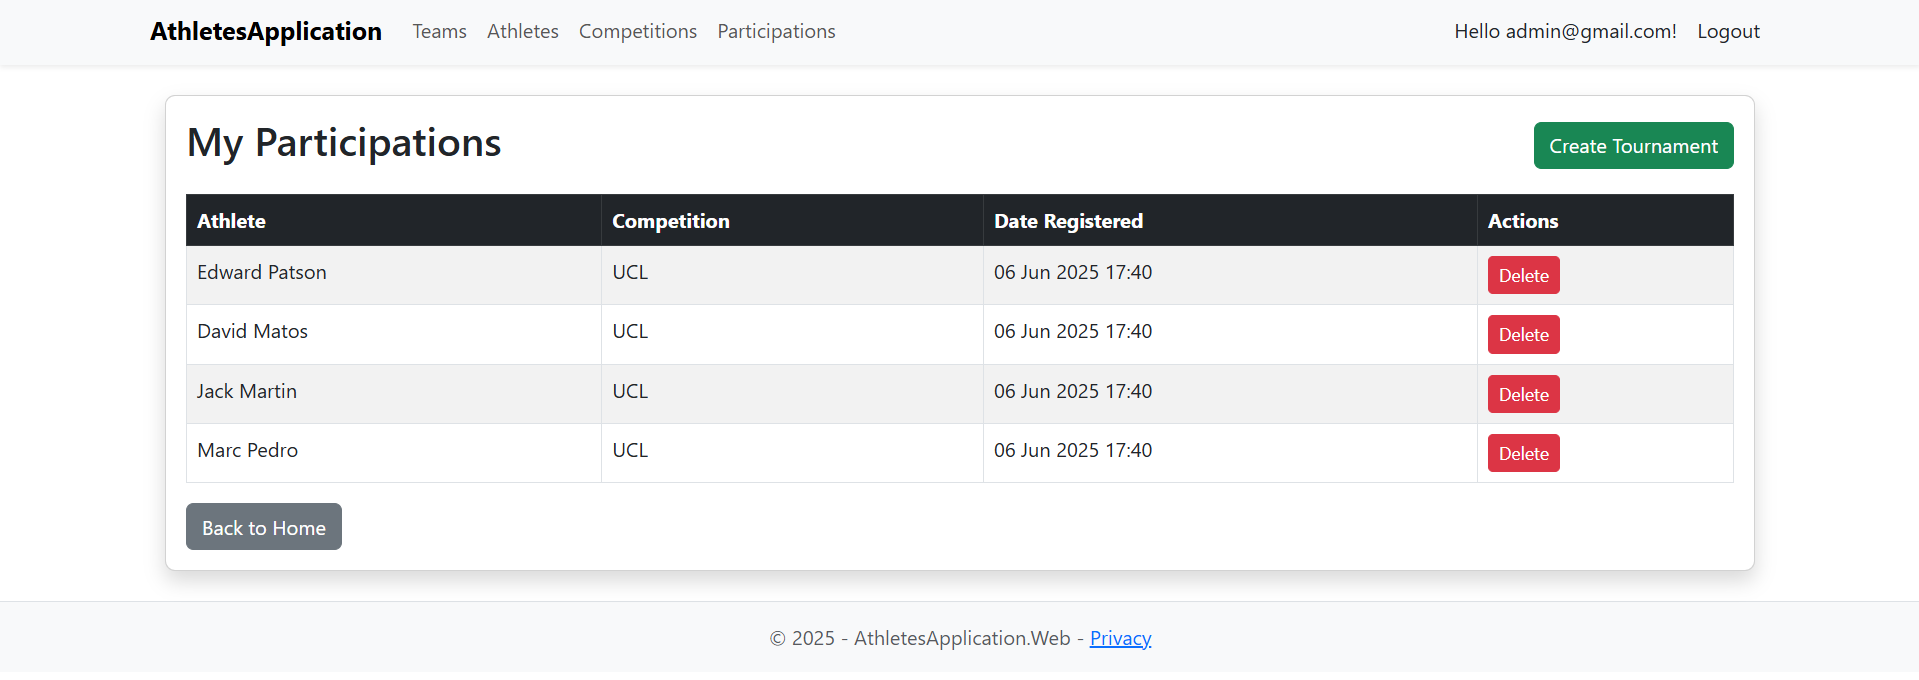 AthletesApplication Teams Athletes Competitions Participations Hello admin@gmail.com! Logout
My Participations Create Tournament
Athlete Competition Date Registered Actions
Edward Patson UCL 06 Jun 2025 17:40 Delete
David Matos UCL 06 Jun 2025 17:40 Delete
Jack Martin UCL 06 Jun 2025 17:40 Delete
Marc Pedro UCL 06 Jun 2025 17:40 Delete
Back to Home
© 2025 - AthletesApplication.Web - Privacy